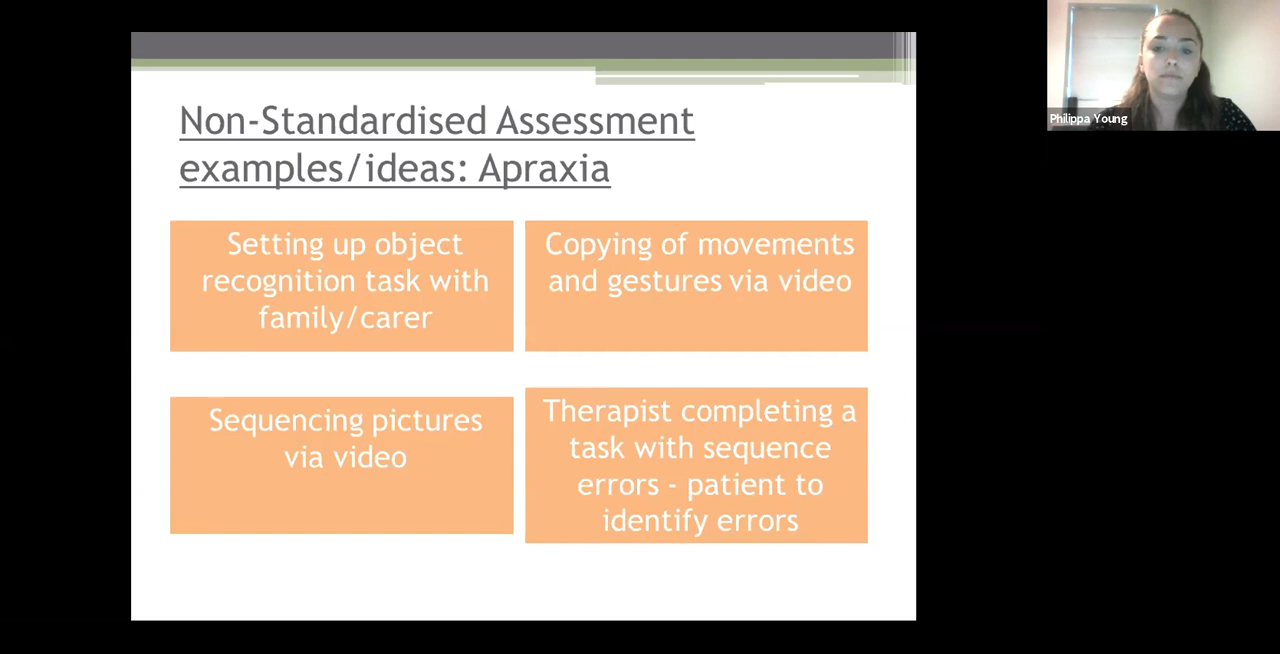 Non-Standardised Assessment
examples/ideas: Apraxia
Setting up object
recognition task with
family/carer
Copying of movements
and gestures via video
Sequencing pictures
via video
Therapist completing a
task with sequence
errors - patient to
identify errors
Philippa Young